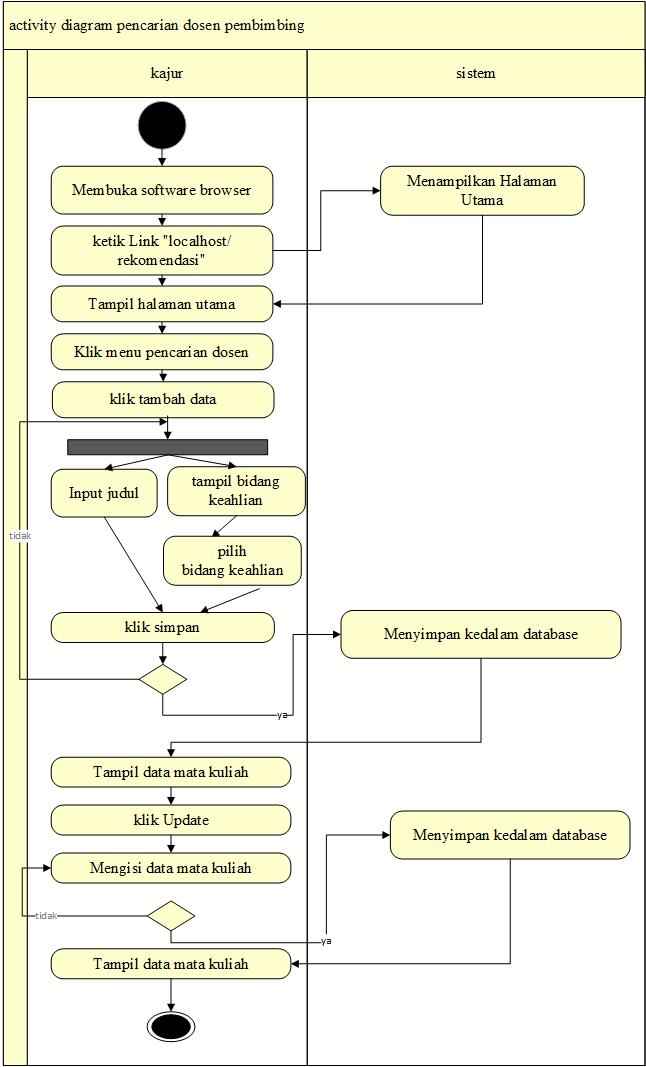 activity diagram pencarian dosen pembimbing
kajur
sistem
Membuka software browser
Menampilkan Halaman
Utama
ketik Link "localhost/
rekomendasi"
Tampil halaman utama
Klik menu pencarian dosen
klik tambah data
Input judul
tampil bidang
keahlian
tidak
pilih
bidang keahlian
klik simpan
Menyimpan kedalam database
ya
Tampil data mata kuliah
klik Update
Menyimpan kedalam database
Mengisi data mata kuliah
tidak
ya
Tampil data mata kuliah